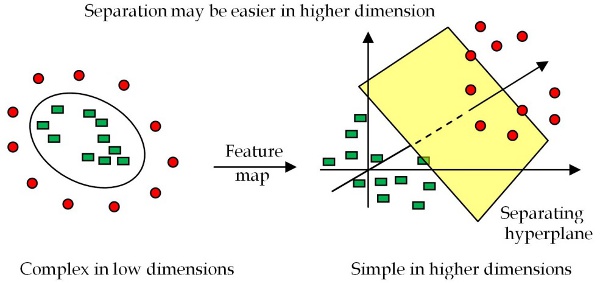 Separation may be easier in higher dimension
Feature
map
Separating
hyperplane
Complex in low dimensions
Simple in higher dimensions